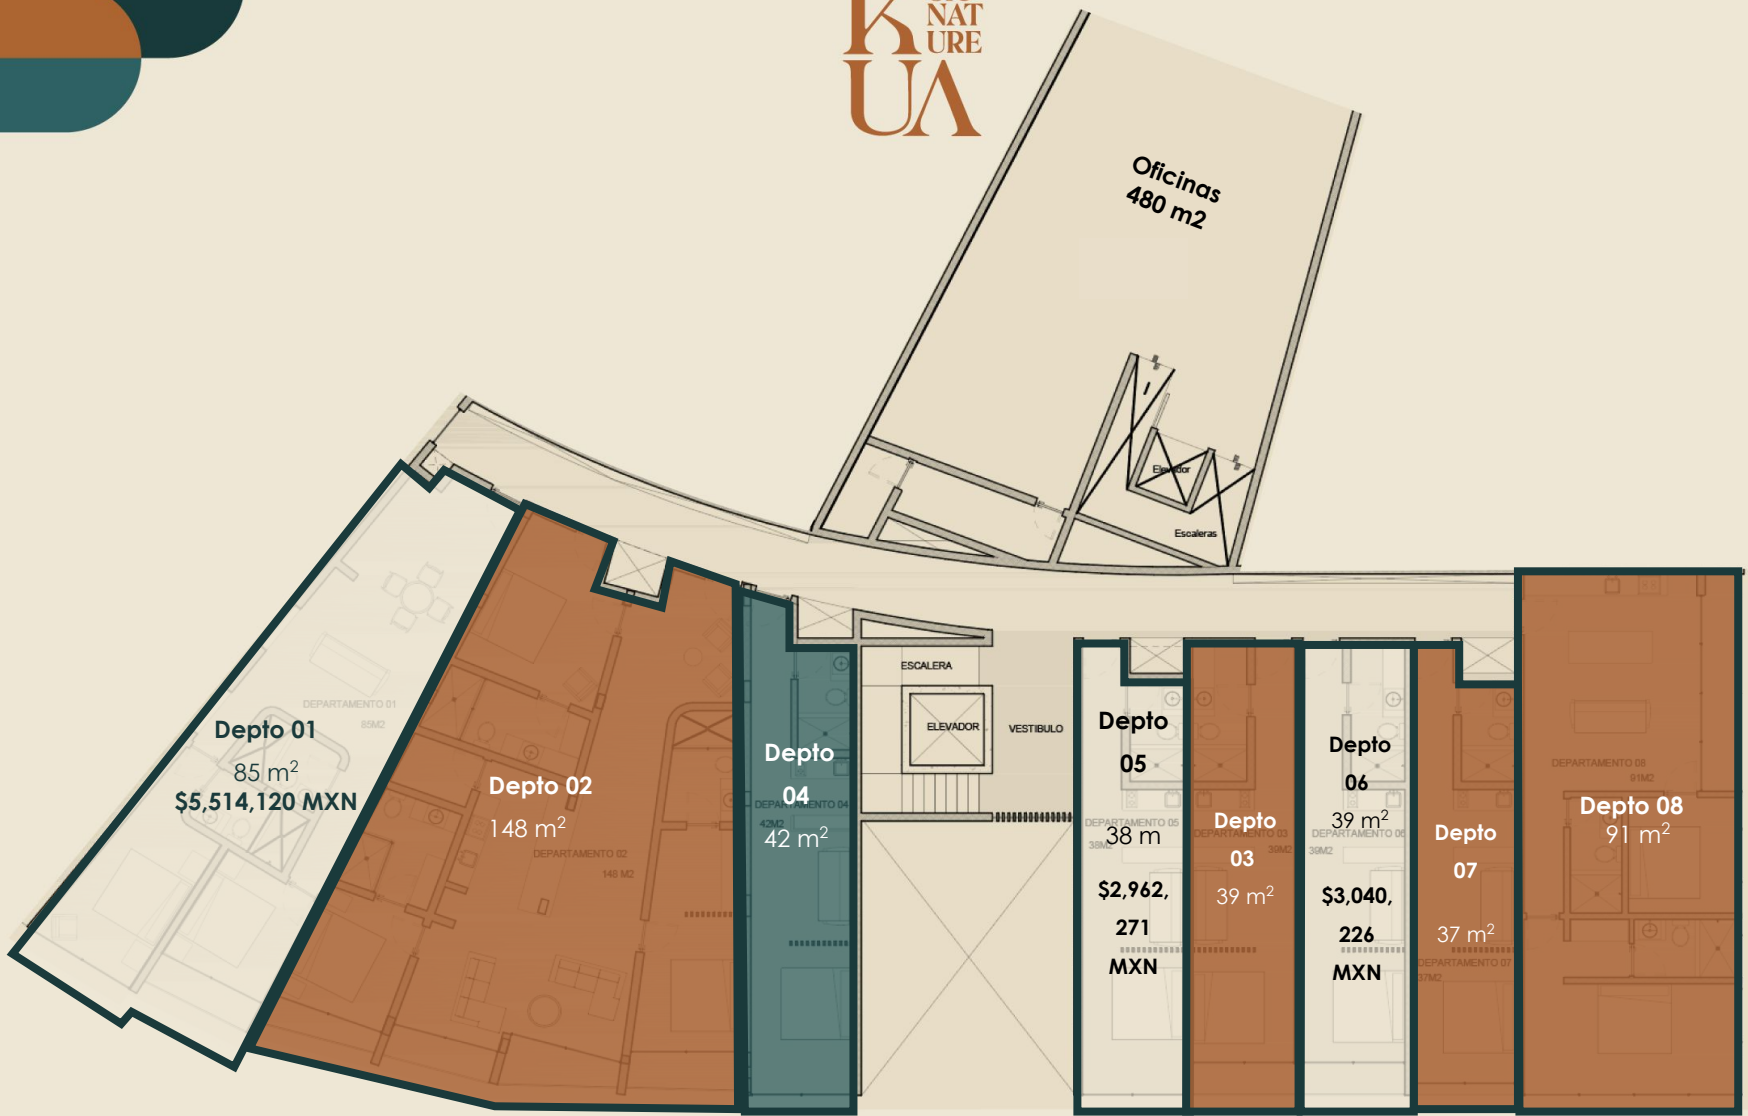 K NAT
URE
UA
Oficinas
480 m2
Elevador
Escaleras
ESCALERA
ELEVADOR
VESTIBULO
DEPARTAMENTO 01
85M2
Depto 01
85 m²
$5,514,120 MXN
Depto 02
148 m²
DEPARTAMENTO 02
148 M2
Depto
04
DEPARTAMENTO 04
42M2
42 m²
Depto
05
DEPARTAMENTO 05
38M2
38 m
$2,962,
271
MXN
Depto
03
DEPARTAMENTO 03
39M2
39 m²
Depto
06
39 m²
DEPARTAMENTO 06
39M2
$3,040,
226
MXN
Depto
07
37 m²
DEPARTAMENTO 07
37M2
DEPARTAMENTO 08
91M2
Depto 08
91 m²